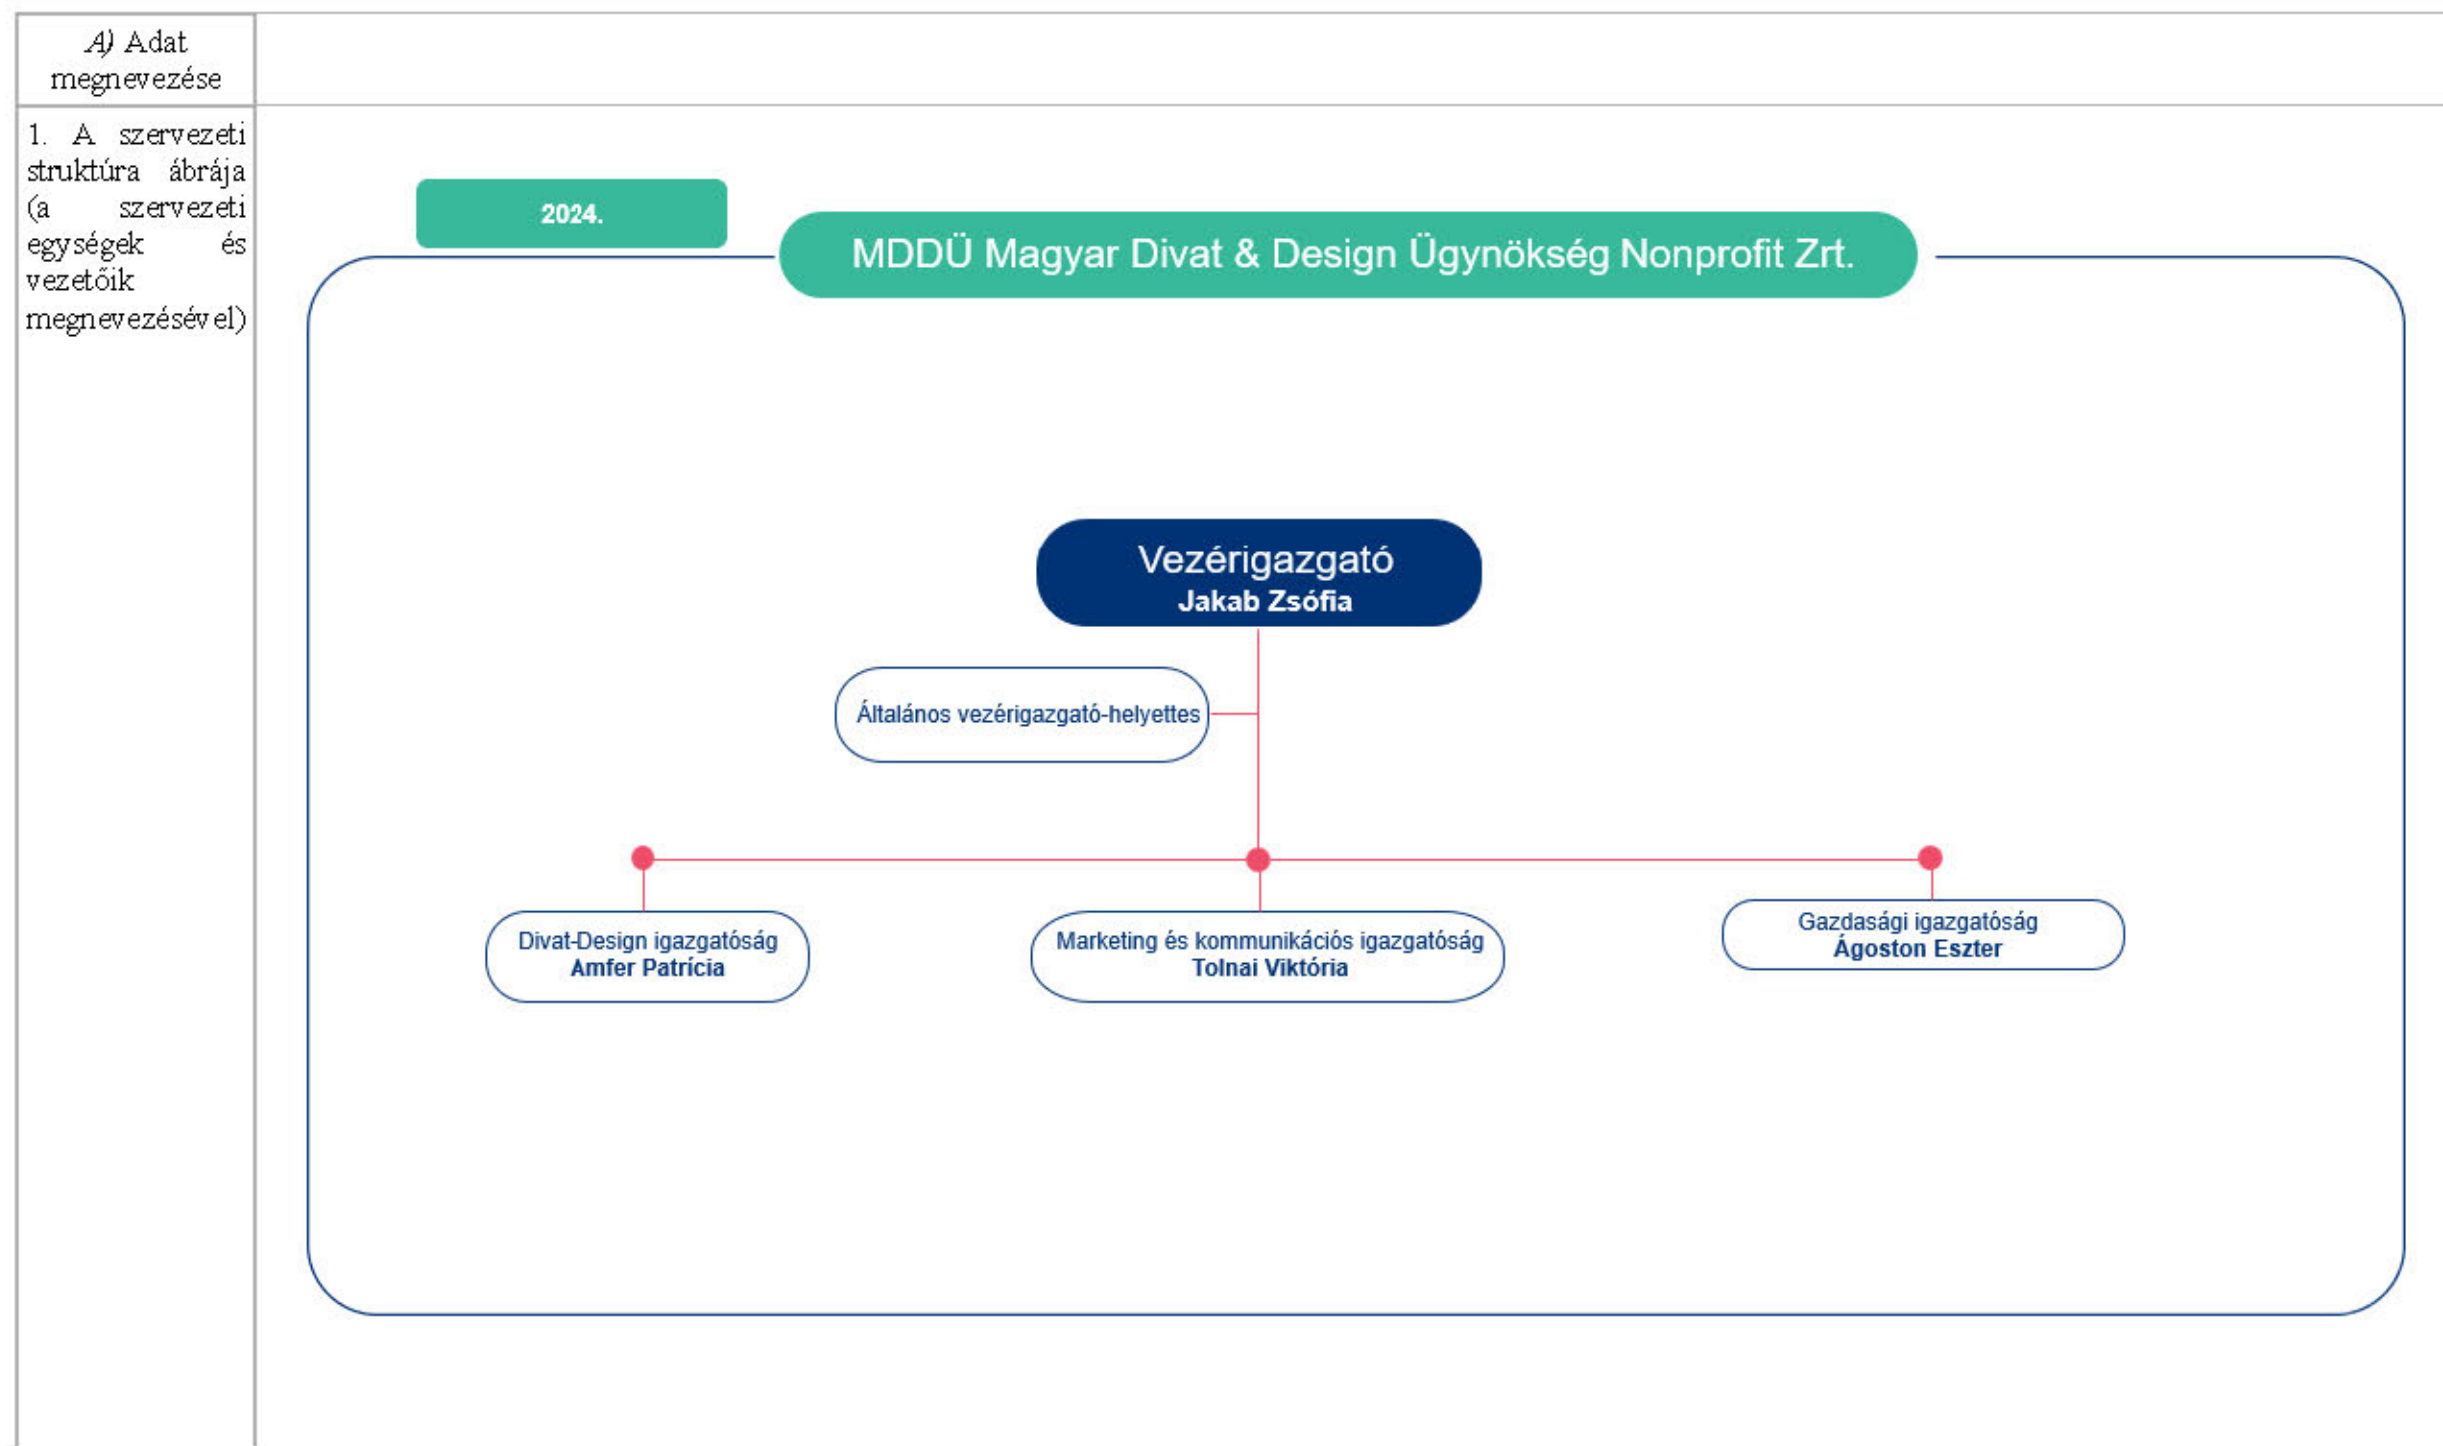 A) Adat
megnevezése
1. A szervezeti
struktúra ábrája
(a szervezeti
egységek és
vezetőik
megnevezésével)
2024.
MDDÜ Magyar Divat & Design Ügynökség Nonprofit Zrt.
Vezérigazgató
Jakab Zsófia
Általános vezérigazgató-helyettes
Divat-Design igazgatóság
Amfer Patrícia
Marketing és kommunikációs igazgatóság
Tolnai Viktória
Gazdasági igazgatóság
Ágoston Eszter